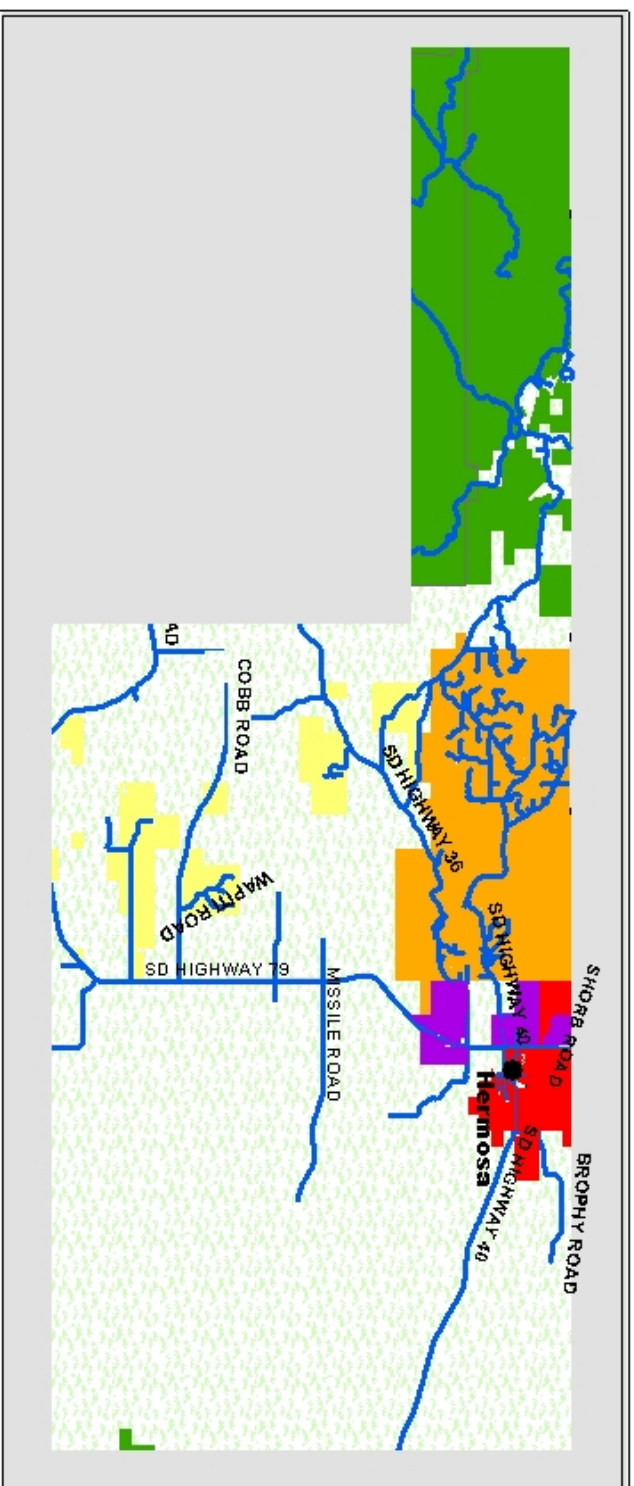 AD
COBB ROAD
SD HIGHWAY 36
WAPITI ROAD
SD HIGHWAY 40
SD HIGHWAY 79
MISSILE ROAD
SHORB ROAD
Hermosa
SD HIGHWAY 40
BROPHY ROAD